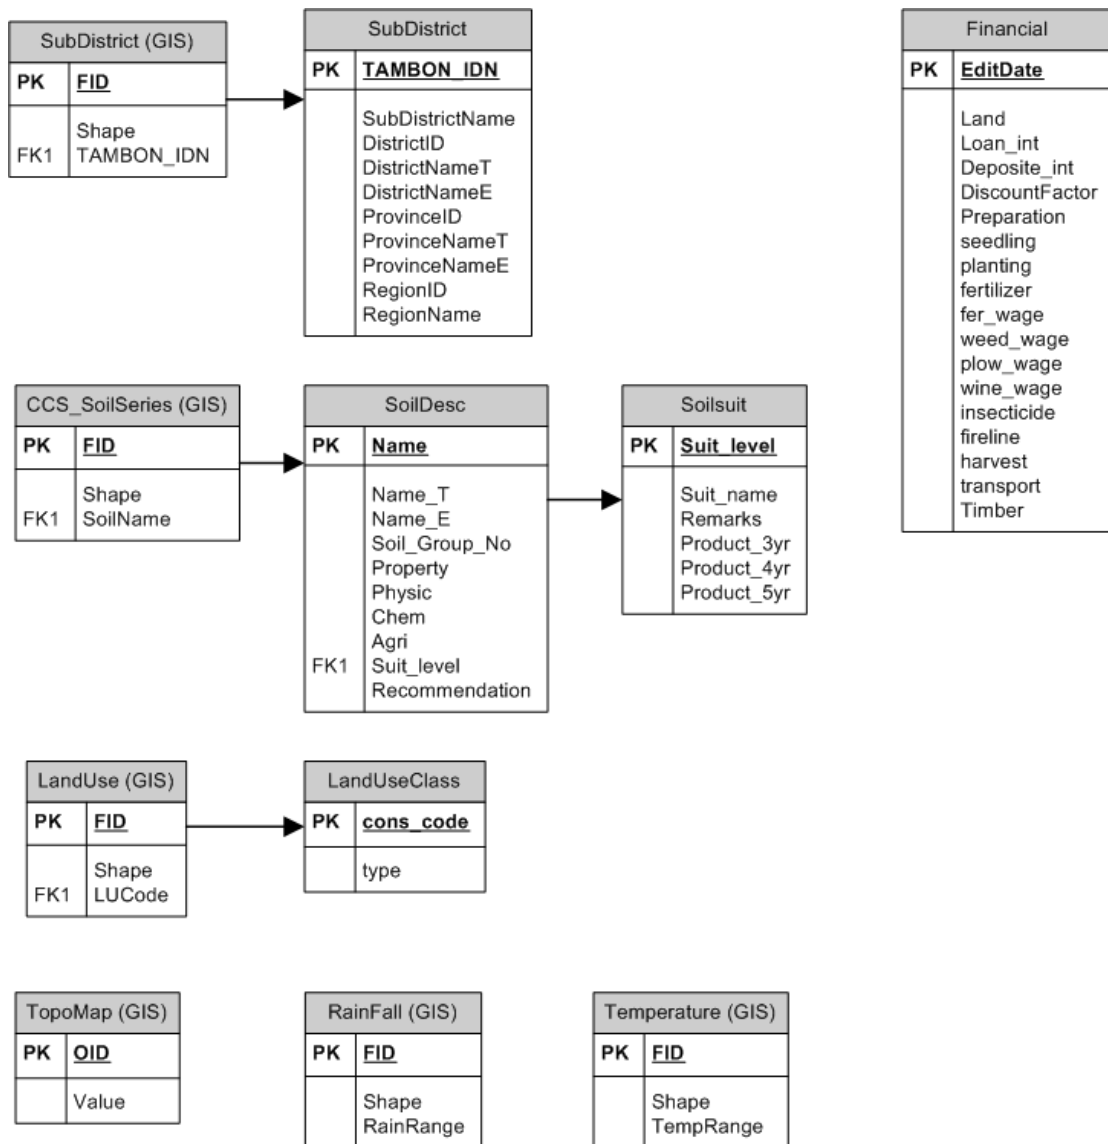 SubDistrict (GIS)
PK FID
Shape
FK1 TAMBON_IDN
SubDistrict
PK TAMBON_IDN
SubDistrictName
DistrictID
DistrictNameT
DistrictNameE
ProvinceID
ProvinceNameT
ProvinceNameE
RegionID
RegionName
Financial
PK EditDate
Land
Loan_int
Deposite_int
DiscountFactor
Preparation
seedling
planting
fertilizer
fer_wage
weed_wage
plow_wage
wine_wage
insecticide
fireline
harvest
transport
Timber
CCS_SoilSeries (GIS)
PK FID
Shape
FK1 SoilName
SoilDesc
PK Name
Name_T
Name_E
Soil_Group_No
Property
Physic
Chem
Agri
FK1 Suit_level
Recommendation
Soilsuit
PK Suit_level
Suit_name
Remarks
Product_3yr
Product_4yr
Product_5yr
LandUse (GIS)
PK FID
Shape
FK1 LUCode
LandUseClass
PK cons_code
type
TopoMap (GIS)
PK OID
Value
RainFall (GIS)
PK FID
Shape
RainRange
Temperature (GIS)
PK FID
Shape
TempRange